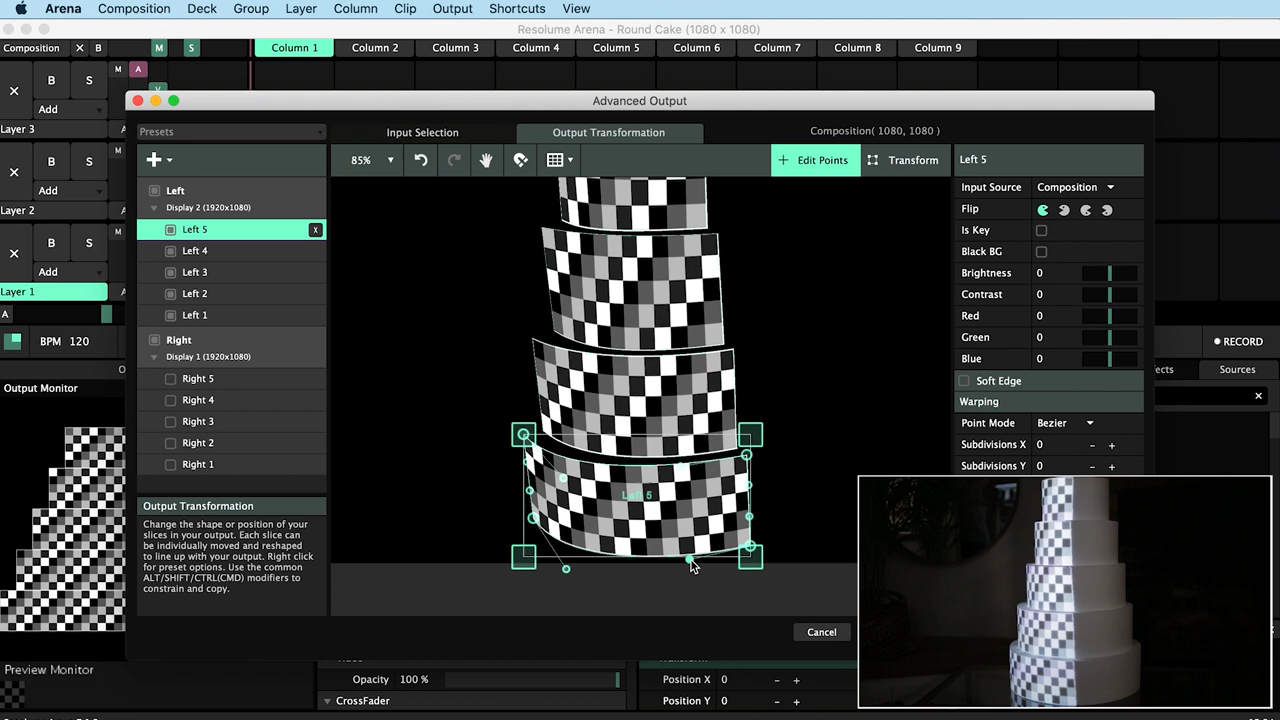 Arena Composition Deck Group Layer Column Clip Output Shortcuts View
Resolume Arena - Round Cake (1080 x 1080)
Composition X B M S Column 1 Column 2 Column 3 Column 4 Column 5 Column 6 Column 7 Column 8 Column 9
B S M A
Add
V
Layer 3
B S
Add
Layer 2
B S
Add
Layer 1
A
BPM 120
RECORD
Sources
Output Monitor
Preview Monitor
Advanced Output
Presets
Input Selection
Output Transformation
Composition( 1080, 1080 )
85%
Edit Points
Transform
Left
Display 2 (1920x1080)
Left 5 X
Left 4
Left 3
Left 2
Left 1
Right
Display 1 (1920x1080)
Right 5
Right 4
Right 3
Right 2
Right 1
Output Transformation
Change the shape or position of your
slices in your output. Each slice can
be individually moved and reshaped
to line up with your output. Right click
for preset options. Use the common
ALT/SHIFT/CTRL(CMD) modifiers to
constrain and copy.
Left 5
Left 5
Input Source Composition
Flip
Is Key
Black BG
Brightness 0
Contrast 0
Red 0
Green 0
Blue 0
Soft Edge
Warping
Point Mode Bezier
Subdivisions X 0 - +
Subdivisions Y 0 - +
Cancel
Opacity 100 %
CrossFader
Position X 0 - +
Position Y 0 - +